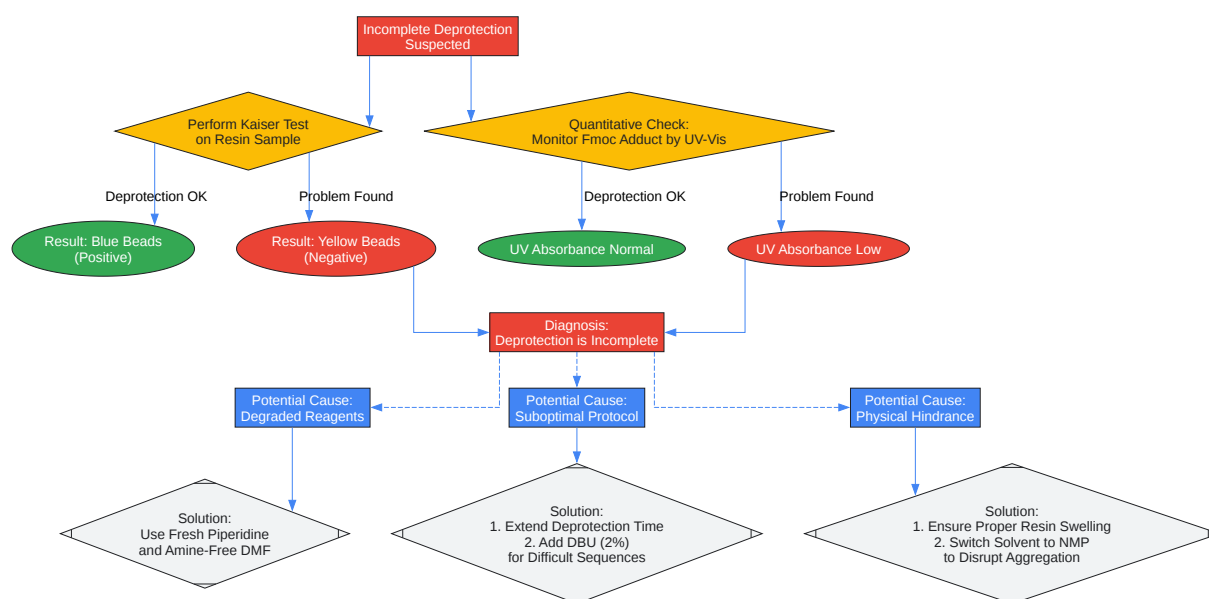 Incomplete Deprotection
Suspected
Perform Kaiser Test
on Resin Sample
Quantitative Check:
Monitor Fmoc Adduct by UV-Vis
Deprotection OK
Problem Found
Deprotection OK
Problem Found
Result: Blue Beads
(Positive)
Result: Yellow Beads
(Negative)
UV Absorbance Normal
UV Absorbance Low
Diagnosis:
Deprotection is Incomplete
Potential Cause:
Degraded Reagents
Potential Cause:
Suboptimal Protocol
Potential Cause:
Physical Hindrance
Solution:
Use Fresh Piperidine
and Amine-Free DMF
Solution:
1. Extend Deprotection Time
2. Add DBU (2%)
for Difficult Sequences
Solution:
1. Ensure Proper Resin Swelling
2. Switch Solvent to NMP
to Disrupt Aggregation